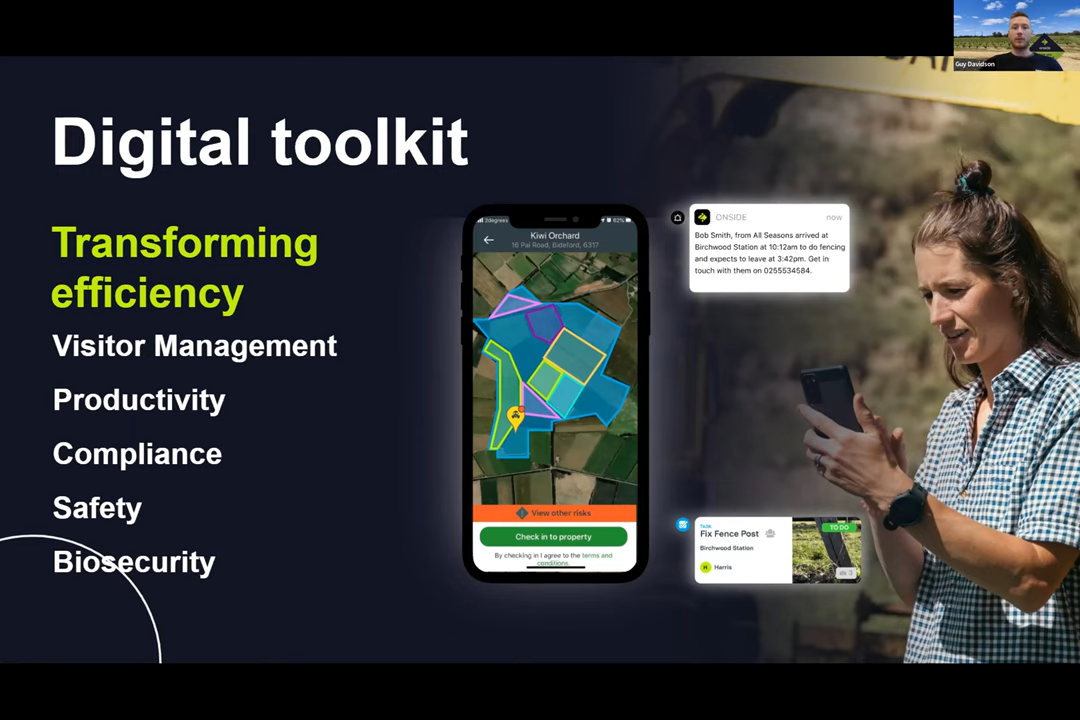 Guy Davidson
Digital toolkit
Transforming
efficiency
Visitor Management
Productivity
Compliance
Safety
Biosecurity
2degrees
62%
Kiwi Orchard
16 Pal Road, Bideford, 6317
View other risks
Check in to property
By checking in I agree to the terms and
conditions.
ONSIDE now
Bob Smith, from All Seasons arrived at
Birchwood Station at 10:12am to do fencing
and expects to leave at 3:42pm. Get in
touch with them on 0255534584.
Task
Fix Fence Post
TO DO
Birchwood Station
H Harris